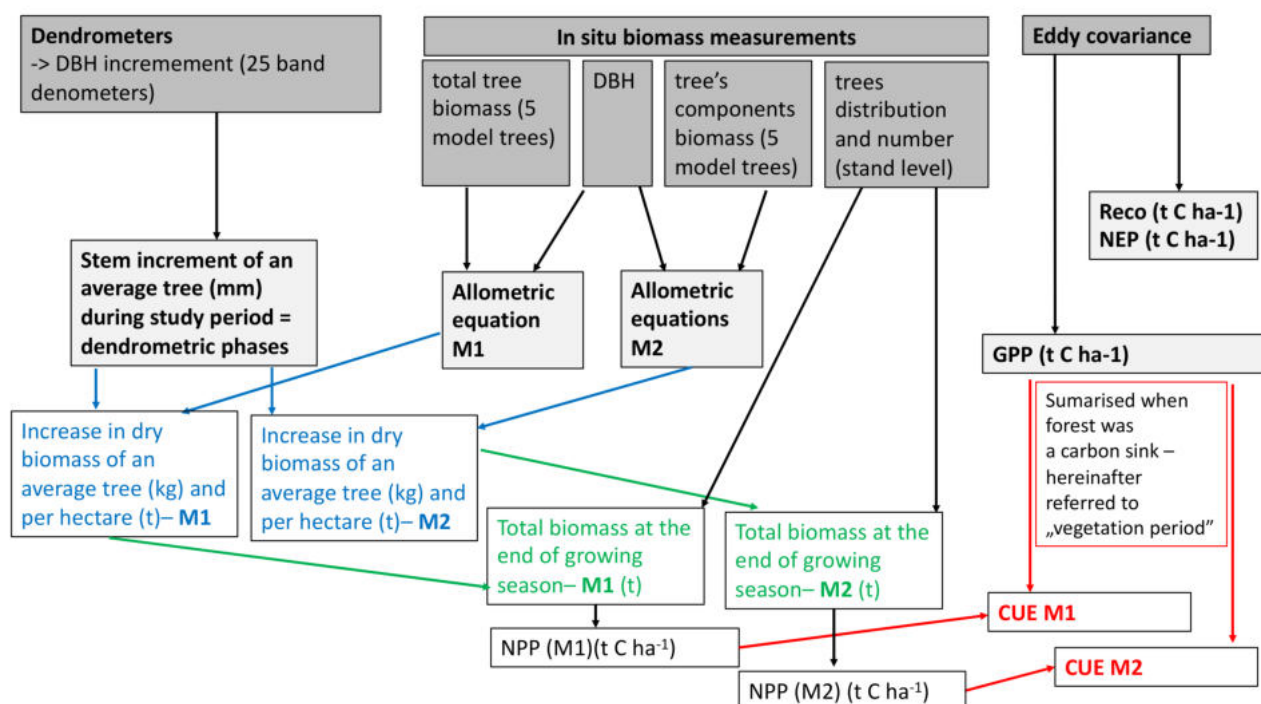 Dendrometers
-> DBH incremement (25 band
denometers)
In situ biomass measurements
total tree
biomass (5
model trees)
DBH
tree's
components
biomass (5
model trees)
trees
distribution
and number
(stand level)
Eddy covariance
Reco (t C ha-1)
NEP (t C ha-1)
Stem increment of an
average tree (mm)
during study period =
dendrometric phases
Allometric
equation
M1
Allometric
equations
M2
GPP (t C ha-1)
Sumarised when
forest was
a carbon sink –
hereinafter
referred to
„vegetation period”
Increase in dry
biomass of an
average tree (kg) and
per hectare (t)– M1
Increase in dry
biomass of an
average tree (kg) and
per hectare (t)– M2
Total biomass at the
end of growing
season– M1 (t)
Total biomass at the
end of growing
season– M2 (t)
CUE M1
NPP (M1)(t C ha⁻¹)
CUE M2
NPP (M2) (t C ha⁻¹)